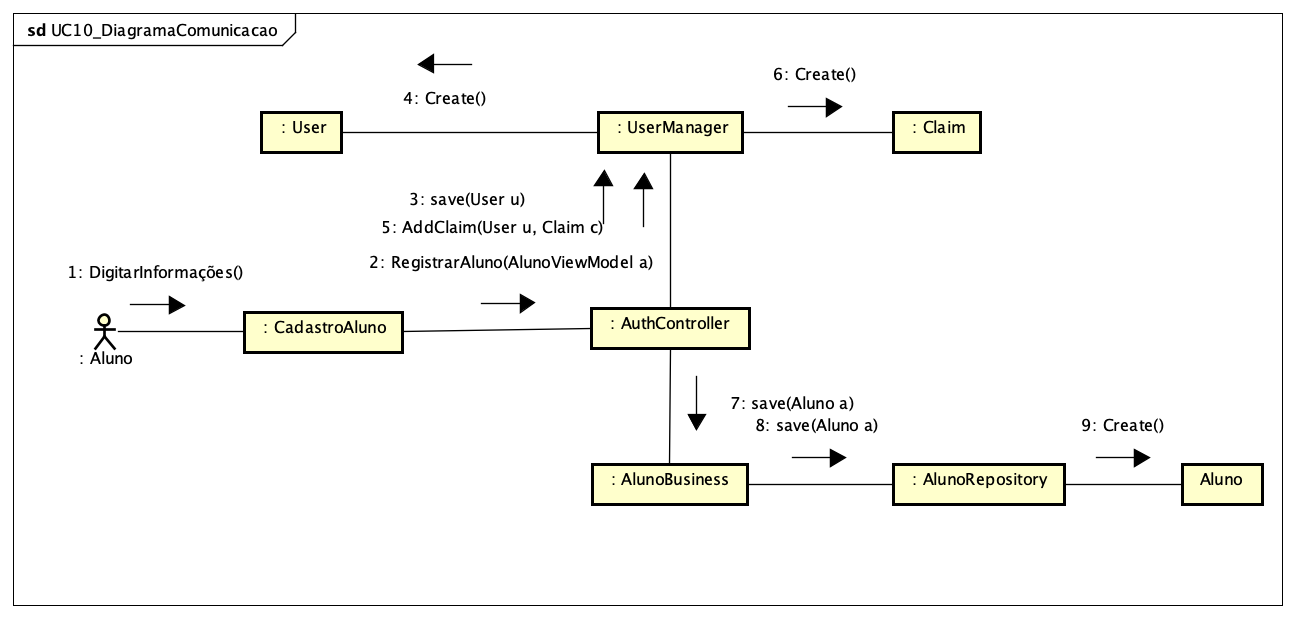 sd UC10_DiagramaComunicacao
6: Create()
4: Create()
: User
: UserManager
: Claim
3: save(User u)
5: AddClaim(User u, Claim c)
2: RegistrarAluno(AlunoViewModel a)
1: DigitarInformações()
: CadastroAluno
: AuthController
: Aluno
7: save(Aluno a)
8: save(Aluno a)
9: Create()
: AlunoBusiness
: AlunoRepository
Aluno